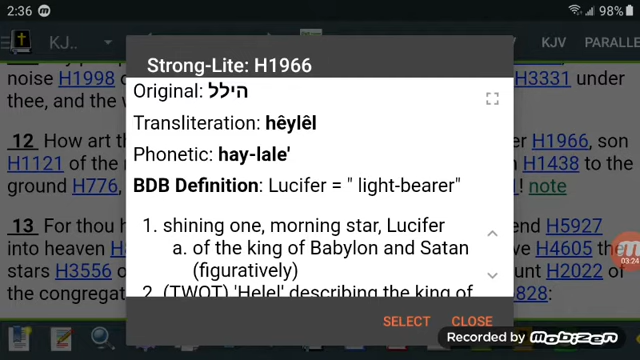 2:36
98%
KJ..
KJV
PARALLE
noise H1998 o
H3331 under
thee, and the v
12 How art th
er H1966, son
H1121 of the m
n H1438 to the
ground H776,
! note
13 For thou h
end H5927
into heaven H
ve H4605 the
stars H3556 o
unt H2022 of
the congregat
828:
Strong-Lite: H1966
Original: הילל
Transliteration: hêylêl
Phonetic: hay-lale'
BDB Definition: Lucifer = " light-bearer"
1. shining one, morning star, Lucifer
a. of the king of Babylon and Satan
(figuratively)
2. (TWOT) 'Helel' describing the king of
SELECT CLOSE
03:24
Recorded by mobizen